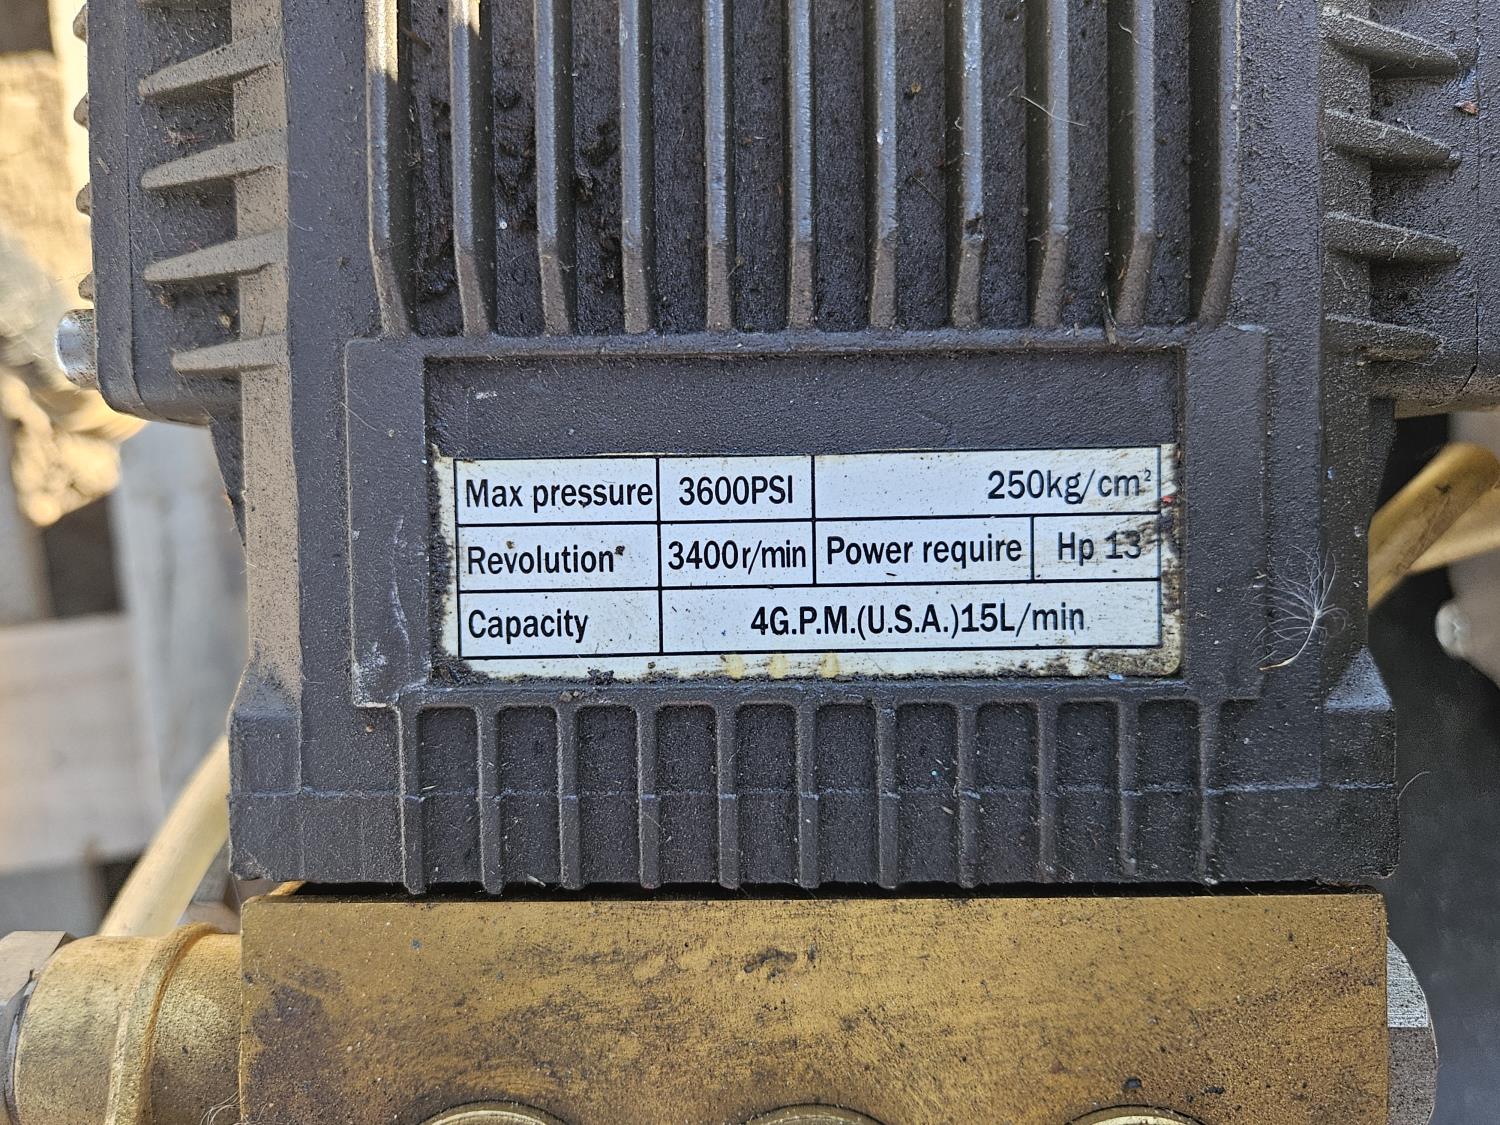 Max pressure 3600PSI 250kg/cm²
Revolution 3400r/min Power require Hp 13
Capacity 4G.P.M.(U.S.A.)15L/min